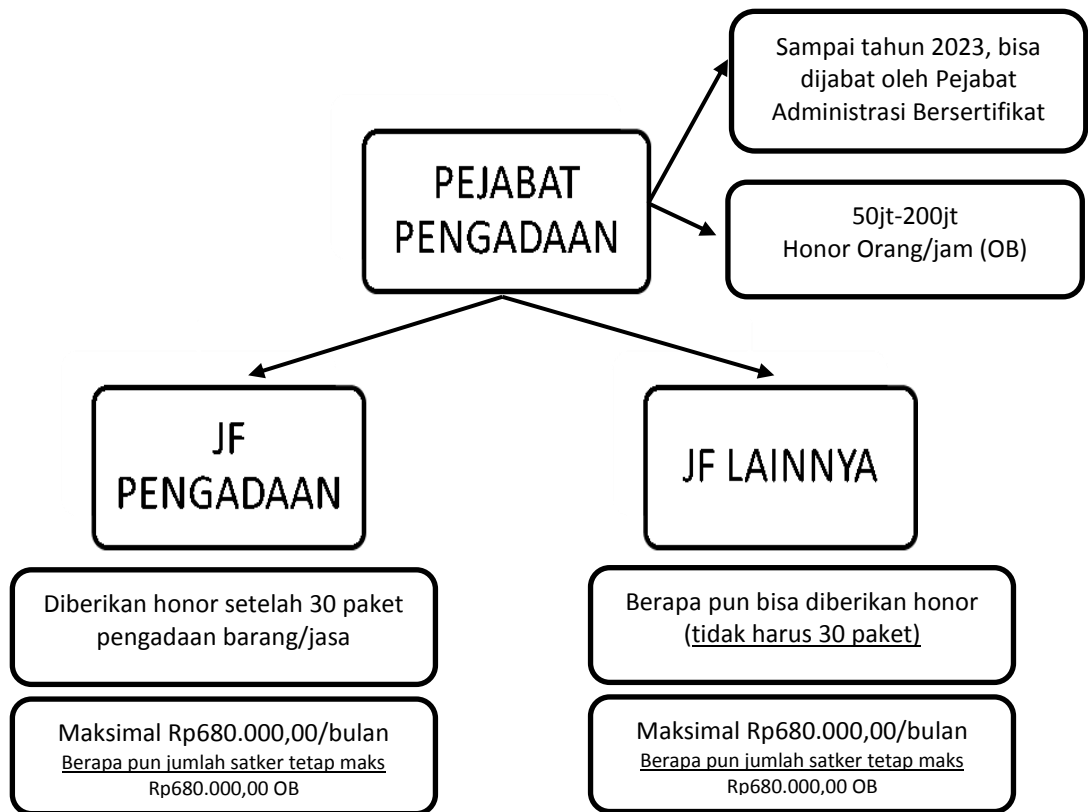 Sampai tahun 2023, bisa
dijabat oleh Pejabat
Administrasi Bersertifikat
PEJABAT
PENGADAAN
50jt-200jt
Honor Orang/jam (OB)
JF
PENGADAAN
JF LAINNYA
Diberikan honor setelah 30 paket
pengadaan barang/jasa
Berapa pun bisa diberikan honor
(tidak harus 30 paket)
Maksimal Rp680.000,00/bulan
Berapa pun jumlah satker tetap maks
Rp680.000,00 OB
Maksimal Rp680.000,00/bulan
Berapa pun jumlah satker tetap maks
Rp680.000,00 OB